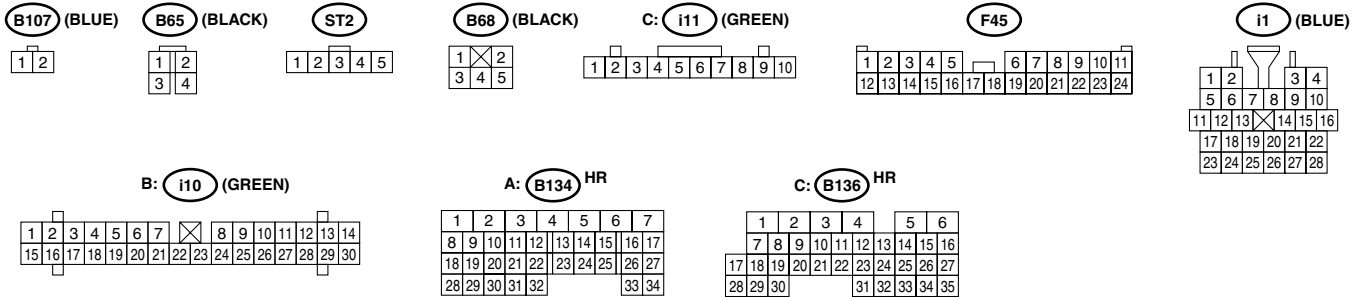 B107 (BLUE)
1 2
B65 (BLACK)
1 2
3 4
ST2
1 2 3 4 5
B68 (BLACK)
1 2
3 4 5
C: i11 (GREEN)
1 2 3 4 5 6 7 8 9 10
F45
1 2 3 4 5 6 7 8 9 10 11
12 13 14 15 16 17 18 19 20 21 22 23 24
i1 (BLUE)
1 2 3 4
5 6 7 8 9 10
11 12 13 14 15 16
17 18 19 20 21 22
23 24 25 26 27 28
B: i10 (GREEN)
1 2 3 4 5 6 7 8 9 10 11 12 13 14
15 16 17 18 19 20 21 22 23 24 25 26 27 28 29 30
A: B134 HR
1 2 3 4 5 6 7
8 9 10 11 12 13 14 15 16 17
18 19 20 21 22 23 24 25 26 27
28 29 30 31 32 33 34
C: B136 HR
1 2 3 4 5 6
7 8 9 10 11 12 13 14 15 16
17 18 19 20 21 22 23 24 25 26 27
28 29 30 31 32 33 34 35